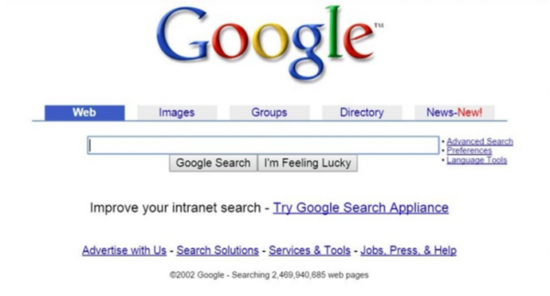 Google™
Web Images Groups Directory News-New!
• Advanced Search
• Preferences
• Language Tools
Google Search I'm Feeling Lucky
Improve your intranet search - Try Google Search Appliance
Advertise with Us - Search Solutions - Services & Tools - Jobs, Press, & Help
©2002 Google - Searching 2,469,940,685 web pages